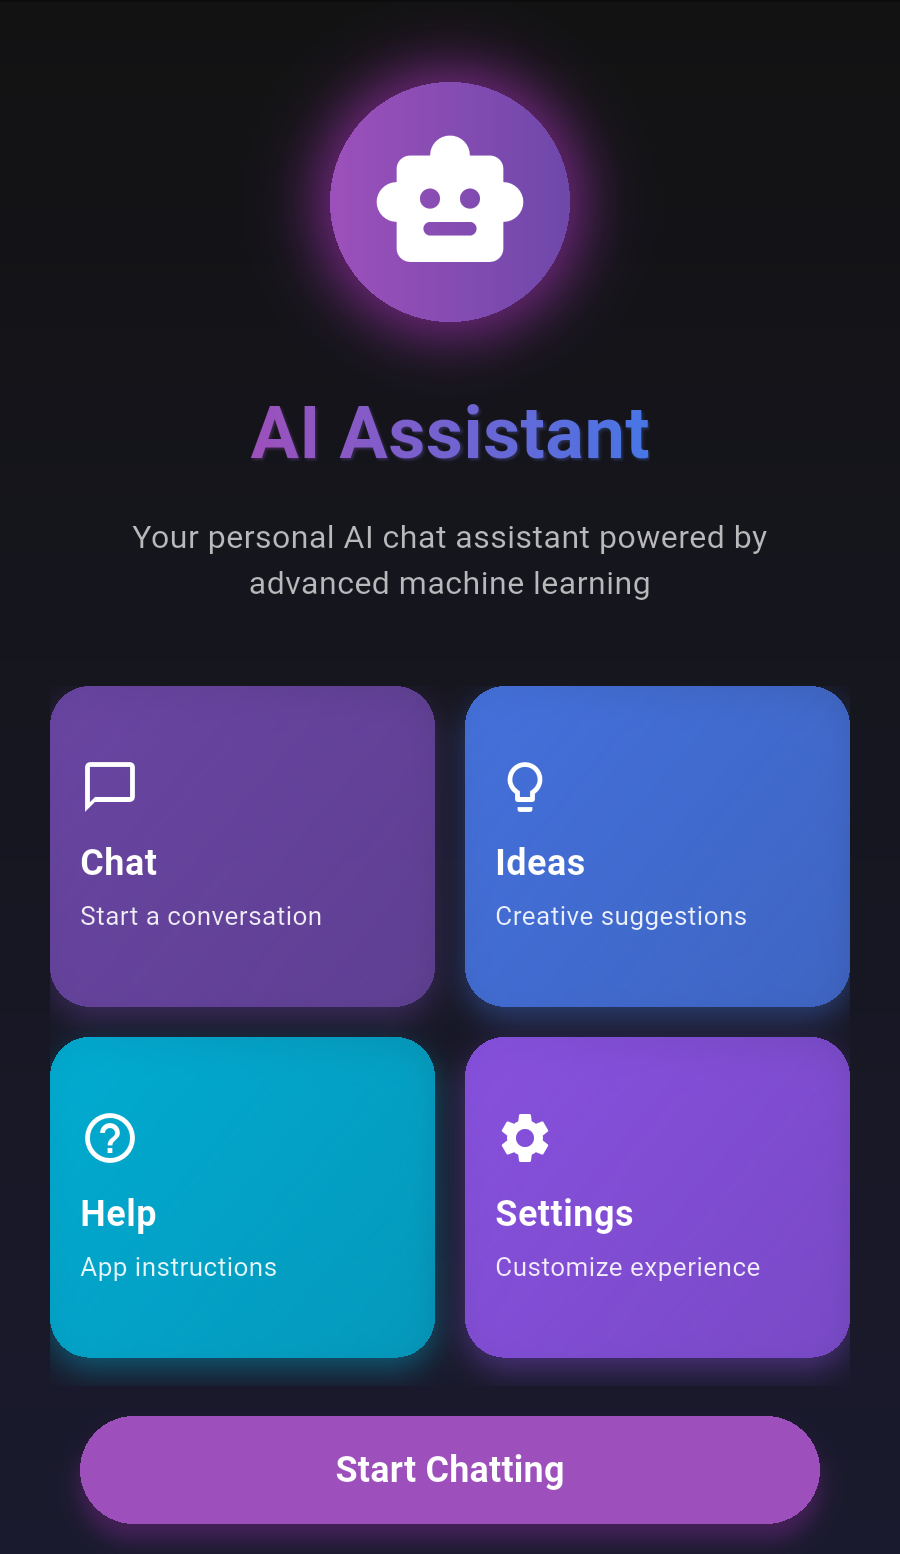 AI Assistant
Your personal AI chat assistant powered by
advanced machine learning
Chat
Start a conversation
Ideas
Creative suggestions
Help
App instructions
Settings
Customize experience
Start Chatting